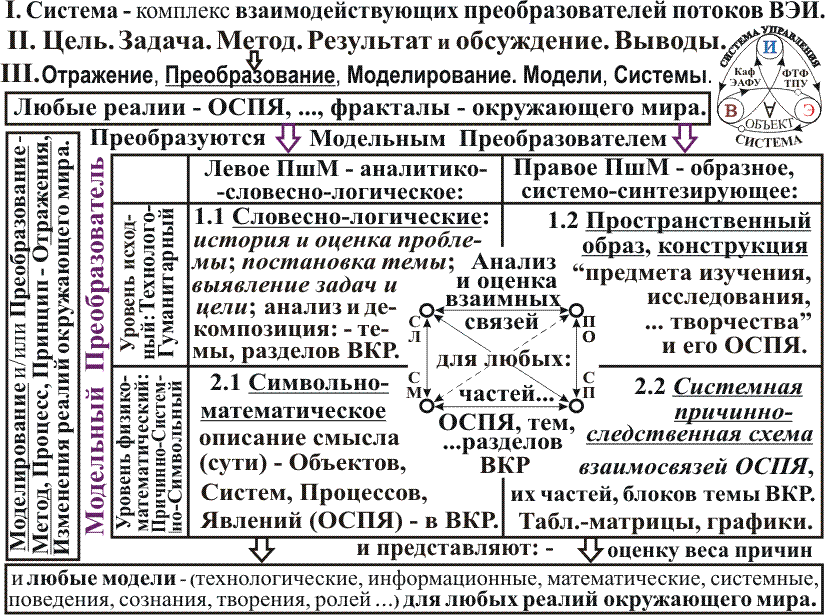 I. Система - комплекс взаимодействующих преобразователей потоков ВЭИ.
II. Цель. Задача. Метод. Результат и обсуждение. Выводы.
III. Отражение, Преобразование, Моделирование. Модели, Системы.
СИСТЕМА УПРАВЛЕНИЯ
И
Каф
ЭАФУ
ФТФ
ТПУ
В
Э
ОБЪЕКТ
СИСТЕМА
Любые реалии - ОСПЯ, ..., фракталы - окружающего мира.
Преобразуются Модельным Преобразователем
Моделирование и/или Преобразование -
Метод, Процесс, Принцип - Отражения,
Изменения реалий окружающего мира.
Модельный Преобразователь
Левое ПшМ - аналитико-
-словесно-логическое:
Правое ПшМ - образное,
системо-синтезирующее:
Уровень исход-
ный: Технолого-
Гуманитарный
1.1 Словесно-логические:
история и оценка пробле-
мы; постановка темы;
выявление задач и
цели; анализ и де-
композиция: - те-
мы, разделов ВКР.
1.2 Пространственный
образ, конструкция
“предмета изучения,
исследования,
... творчества”
и его ОСПЯ.
Анализ
и оценка
взаимных
связей
для любых:
частей...
ОСПЯ, тем,
...разделов
ВКР
СЛ
ПО
СМ
СП
Уровень физико-
математический:
Причинно-Систем-
но-Символьный
2.1 Символьно-
математическое
описание смысла
(сути) - Объектов,
Систем, Процессов,
Явлений (ОСПЯ) - в ВКР.
2.2 Системная
причинно-
следственная схема
взаимосвязей ОСПЯ,
их частей, блоков темы ВКР.
Табл.-матрицы, графики.
и представляют: - оценку веса причин
и любые модели - (технологические, информационные, математические, системные,
поведения, сознания, творения, ролей ...) для любых реалий окружающего мира.